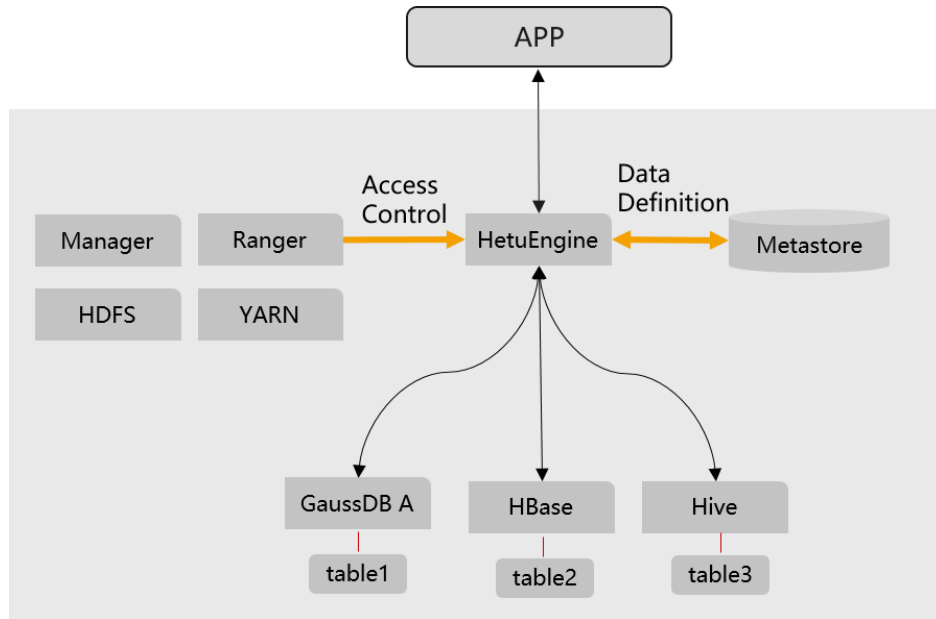 APP
Access
Control
Data
Definition
Manager
Ranger
HetuEngine
Metastore
HDFS
YARN
GaussDB A
HBase
Hive
table1
table2
table3